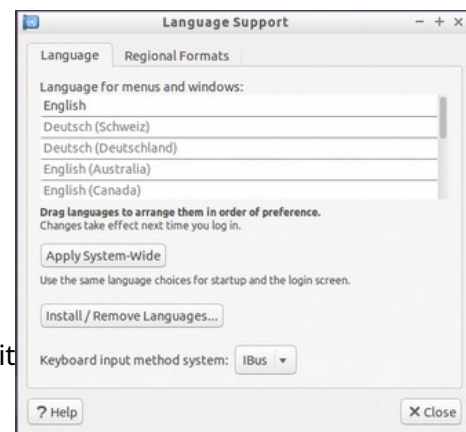 Language Support
Language Regional Formats
Language for menus and windows:
English
Deutsch (Schweiz)
Deutsch (Deutschland)
English (Australia)
English (Canada)
Drag languages to arrange them in order of preference.
Changes take effect next time you log in.
Apply System-Wide
Use the same language choices for startup and the login screen.
Install / Remove Languages...
it
Keyboard input method system: IBus
? Help
Close